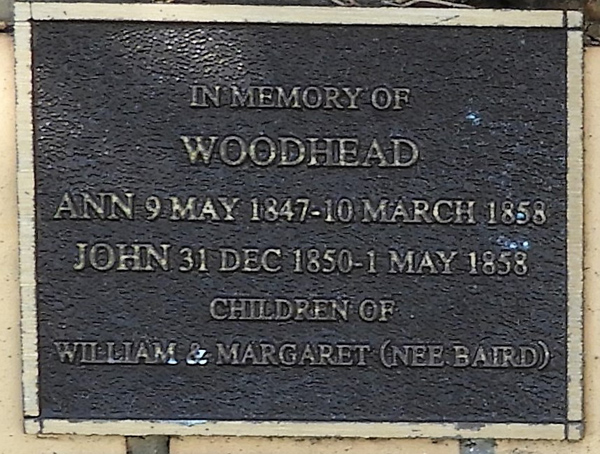 IN MEMORY OF
WOODHEAD
ANN 9 MAY 1847-10 MARCH 1858
JOHN 31 DEC 1850-1 MAY 1858
CHILDREN OF
WILLIAM & MARGARET (NEE BAIRD)